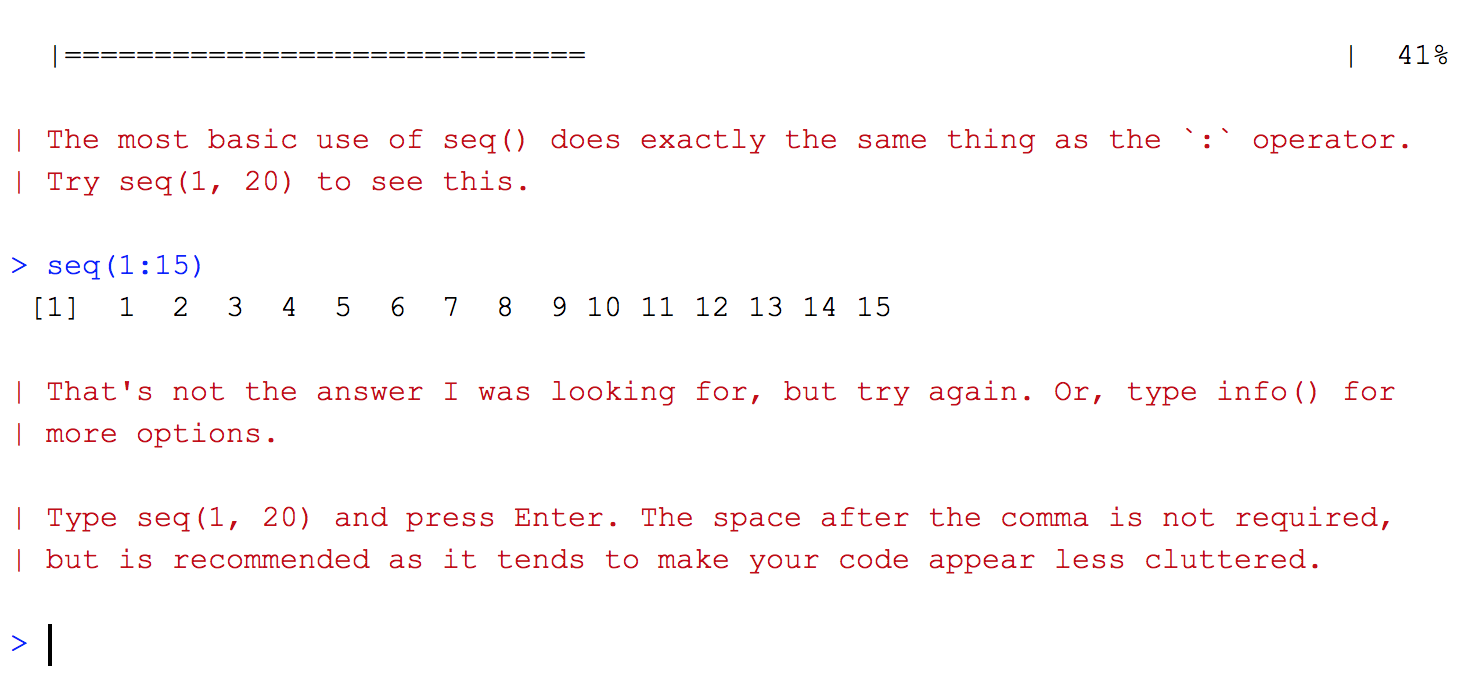 |============================= | 41%
| The most basic use of seq() does exactly the same thing as the `:` operator.
| Try seq(1, 20) to see this.
> seq(1:15)
[1] 1 2 3 4 5 6 7 8 9 10 11 12 13 14 15
| That's not the answer I was looking for, but try again. Or, type info() for
| more options.
| Type seq(1, 20) and press Enter. The space after the comma is not required,
| but is recommended as it tends to make your code appear less cluttered.
>